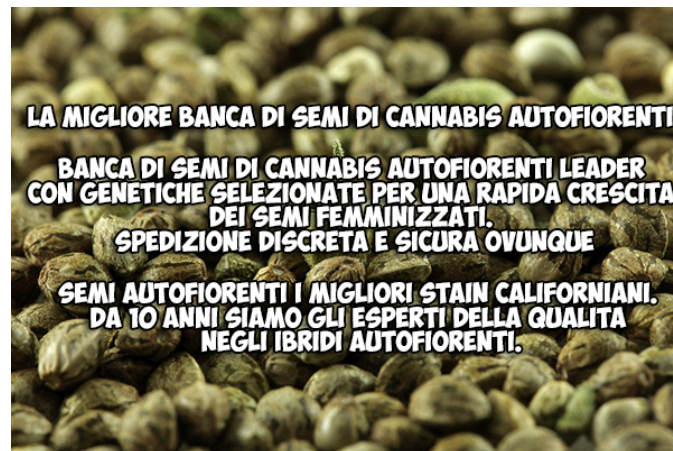 LA MIGLIORE BANCA DI SEMI DI CANNABIS AUTOFIORENTI
BANCA DI SEMI DI CANNABIS AUTOFIORENTI LEADER
CON GENETICHE SELEZIONATE PER UNA RAPIDA CRESCITA
DEI SEMI FEMMINIZZATI.
SPEDIZIONE DISCRETA E SICURA OVUNQUE
SEMI AUTOFIORENTI I MIGLIORI STAIN CALIFORNIANI.
DA 10 ANNI SIAMO GLI ESPERTI DELLA QUALITA
NEGLI IBRIDI AUTOFIORENTI.